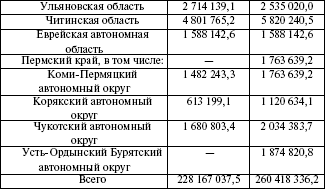 Ульяновская область 2 714 139,1 2 535 020,0
Читинская область 4 801 765,2 5 820 240,5
Еврейская автономная 1 588 142,6 1 588 142,6
область
Пермский край, в том числе: — 1 763 639,2
Коми-Пермяцкий 1 482 243,3 1 763 639,2
автономный округ
Корякский автономный 613 199,1 1 120 634,1
округ
Чукотский автономный 1 680 803,4 2 034 383,7
округ
Усть-Ордынский Бурятский — 1 874 820,8
автономный округ
Всего 228 167 037,5 260 418 336,2